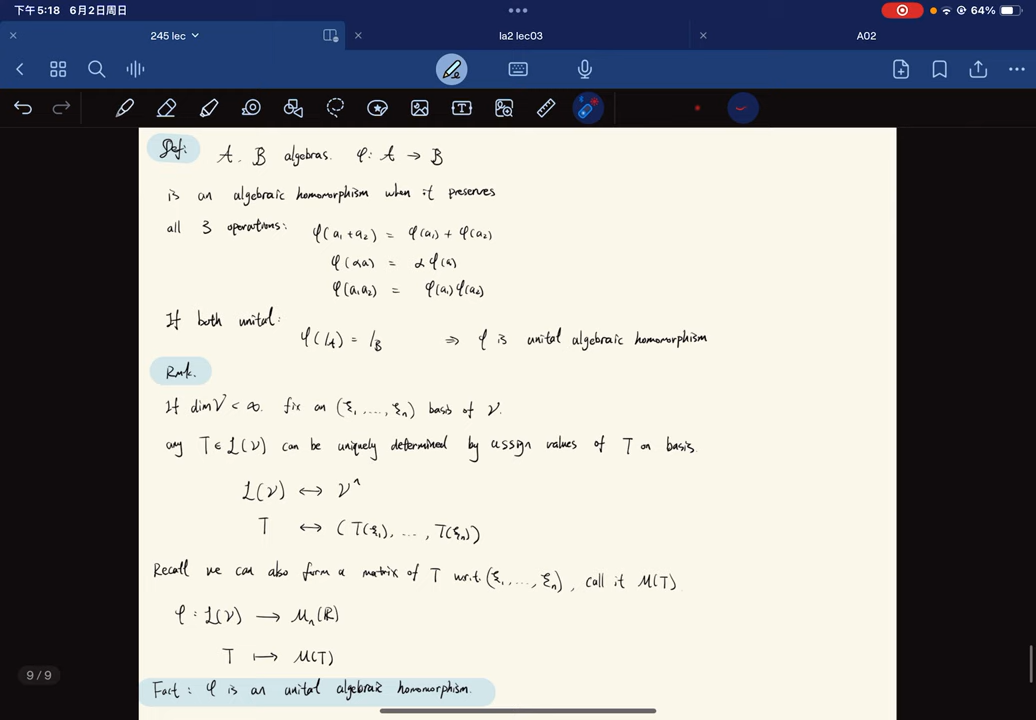 下午5:18 6月2日周日
64%
245 lec
la2 lec03
A02
Def: A. B algebras. φ: A → B
is an algebraic homomorphism when it preserves
all 3 operations: φ(a₁+a₂) = φ(a₁) + φ(a₂)
φ(αa) = αφ(a)
φ(a₁a₂) = φ(a₁)φ(a₂)
If both unital:
φ(1_A) = 1_B ⇒ φ is unital algebraic homomorphism
Rmk.
If dim V < ∞. fix an (ξ₁, ..., ξₙ) basis of V.
any T ∈ L(V) can be uniquely determined by assign values of T on basis.
L(V) ↔ Vⁿ
T ↔ (T(ξ₁), ..., T(ξₙ))
Recall we can also form a matrix of T w.r.t. (ξ₁, ..., ξₙ), call it M(T)
φ: L(V) → Mₙ(ℝ)
T ↦ M(T)
9 / 9
Fact: φ is an unital algebraic homomorphism.